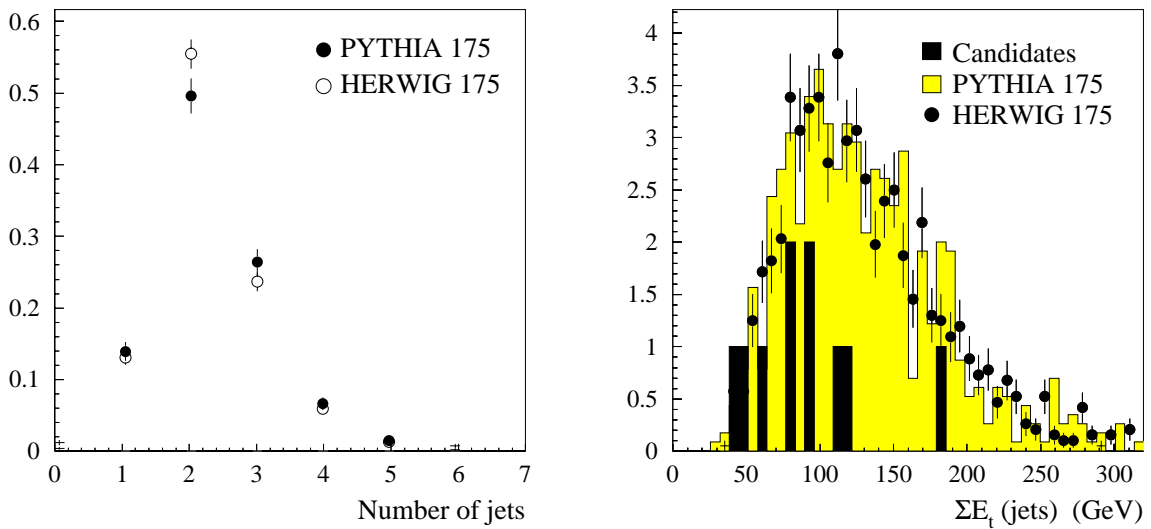 0.6
0.5
0.4
0.3
0.2
0.1
0
0 1 2 3 4 5 6 7
Number of jets
PYTHIA 175
HERWIG 175
4
3.5
3
2.5
2
1.5
1
0.5
0
0 50 100 150 200 250 300
ΣE_t (jets) (GeV)
Candidates
PYTHIA 175
HERWIG 175